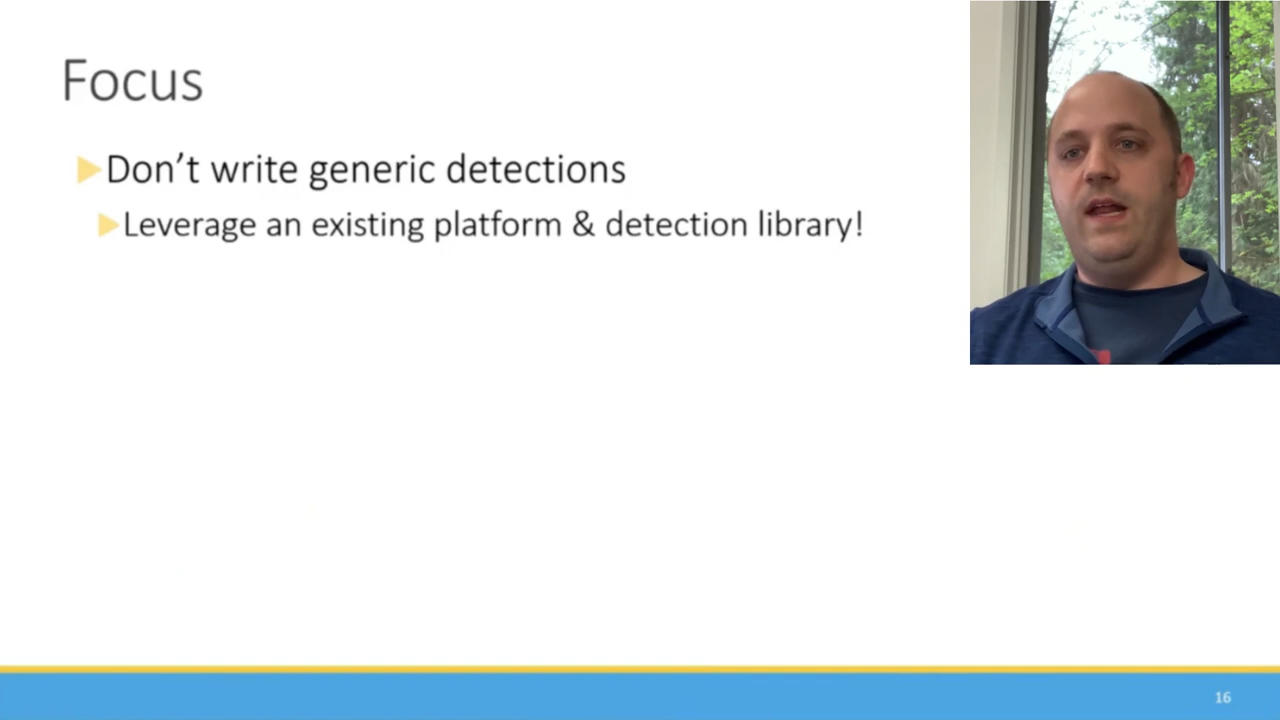 Focus
Don't write generic detections
Leverage an existing platform & detection library!
16